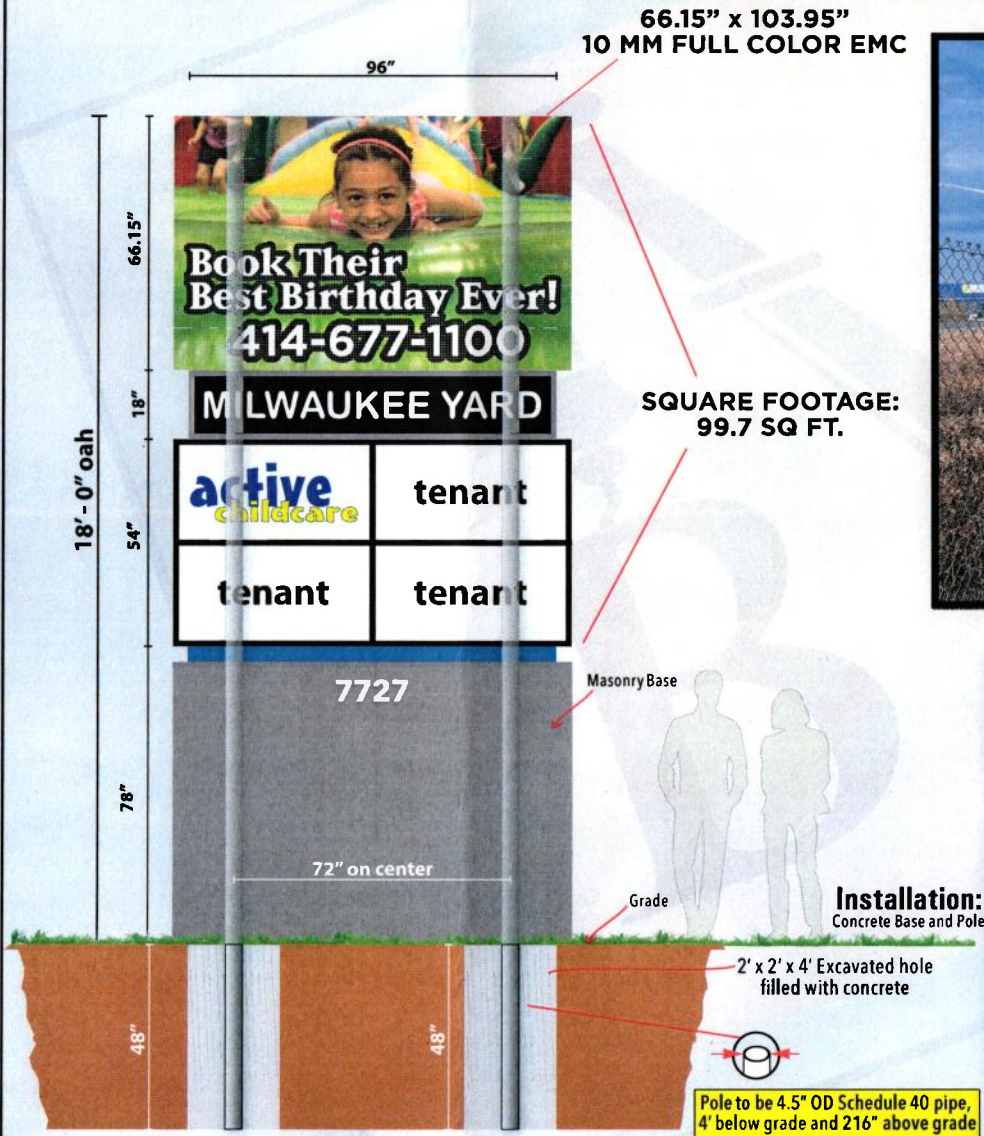 66.15" x 103.95"
10 MM FULL COLOR EMC
96"
66.15"
Book Their
Best Birthday Ever!
414-677-1100
18"
MILWAUKEE YARD
SQUARE FOOTAGE:
99.7 SQ FT.
18'-0" oah
54"
active
childcare
tenant
tenant
tenant
7727
Masonry Base
78"
72" on center
Grade
Installation:
Concrete Base and Pole
2' x 2' x 4' Excavated hole
filled with concrete
48"
48"
Pole to be 4.5" OD Schedule 40 pipe,
4' below grade and 216" above grade